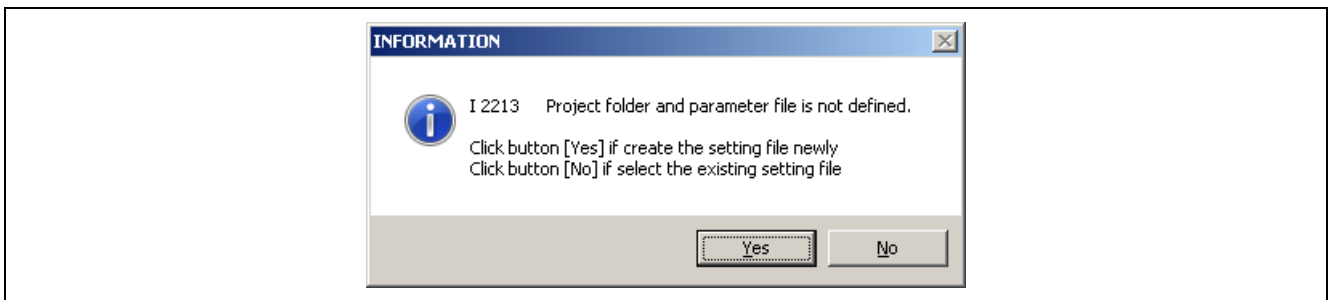 INFORMATION
I 2213 Project folder and parameter file is not defined.
Click button [Yes] if create the setting file newly
Click button [No] if select the existing setting file
Yes No